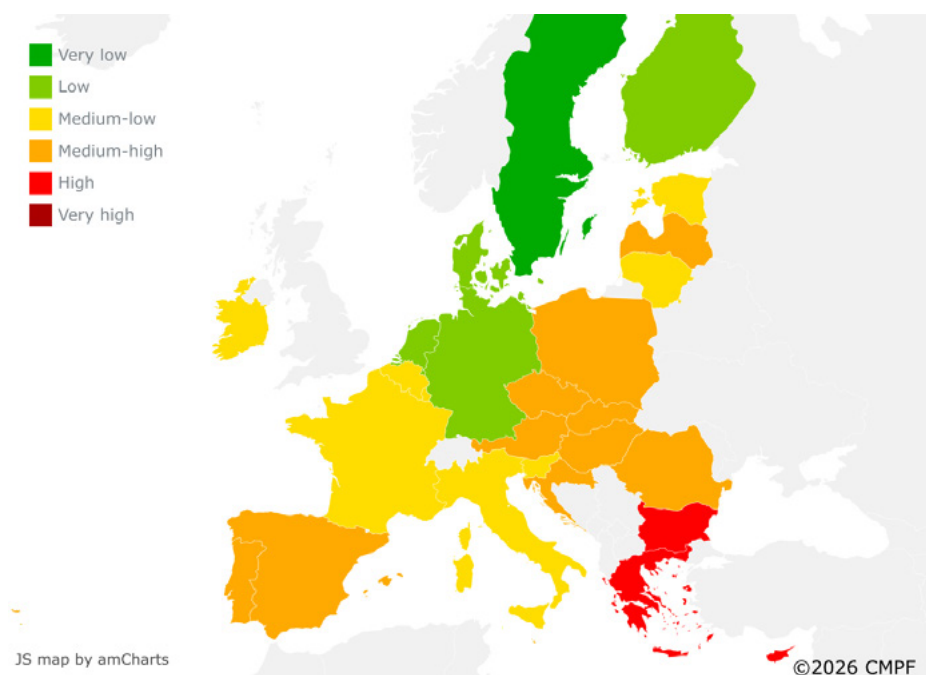 Very low
Low
Medium-low
Medium-high
High
Very high
JS map by amCharts
©2026 CMPF